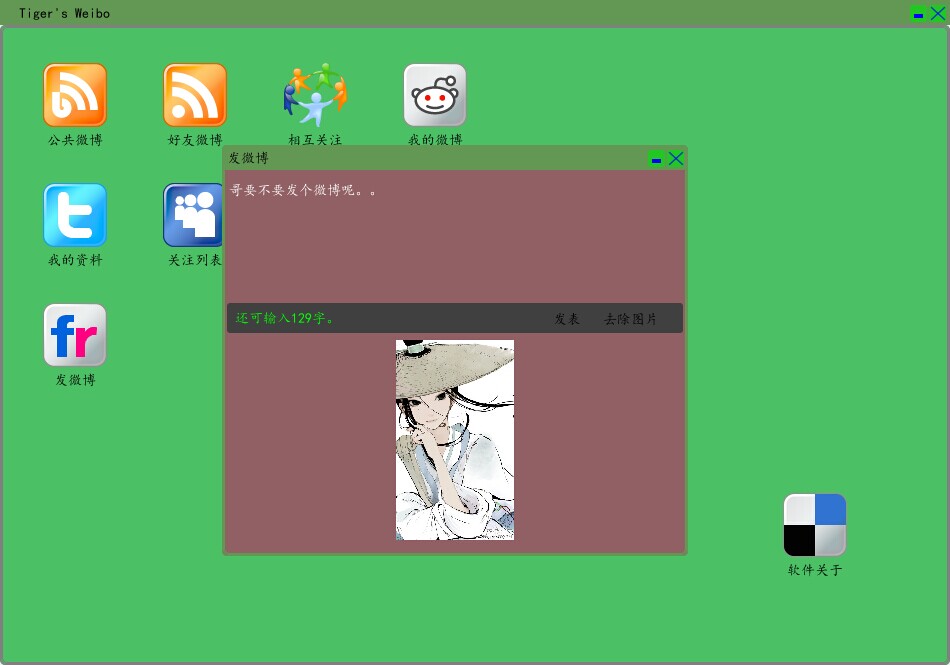 Tiger's Weibo
公共微博
好友微博
相互关注
我的微博
发微博
哥要不要发个微博呢。。
我的资料
关注列表
还可输入129字。
发表
去除图片
fr
发微博
软件关于